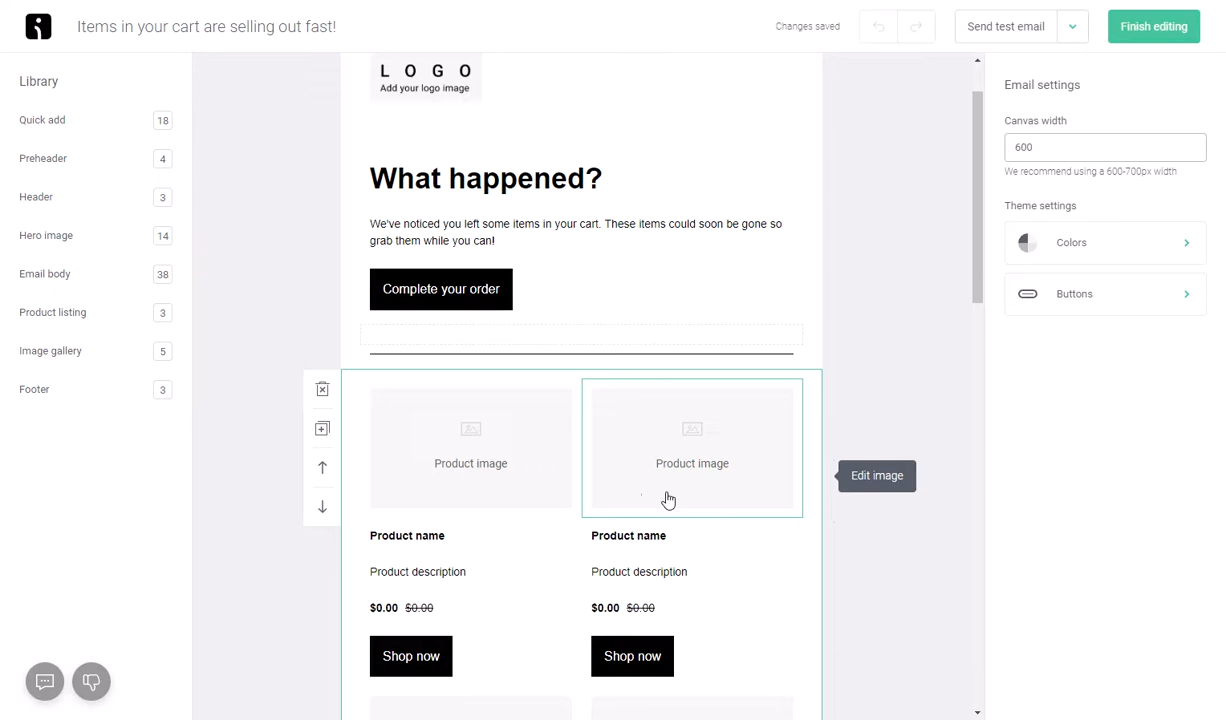 Items in your cart are selling out fast!
Changes saved
Send test email
Finish editing
Library
Quick add
18
Preheader
4
Header
3
Hero image
14
Email body
38
Product listing
3
Image gallery
5
Footer
3
LOGO
Add your logo image
What happened?
We've noticed you left some items in your cart. These items could soon be gone so
grab them while you can!
Complete your order
Product image
Product image
Edit image
Product name
Product name
Product description
Product description
$0.00 $0.00
$0.00 $0.00
Shop now
Shop now
Email settings
Canvas width
600
We recommend using a 600-700px width
Theme settings
Colors
Buttons